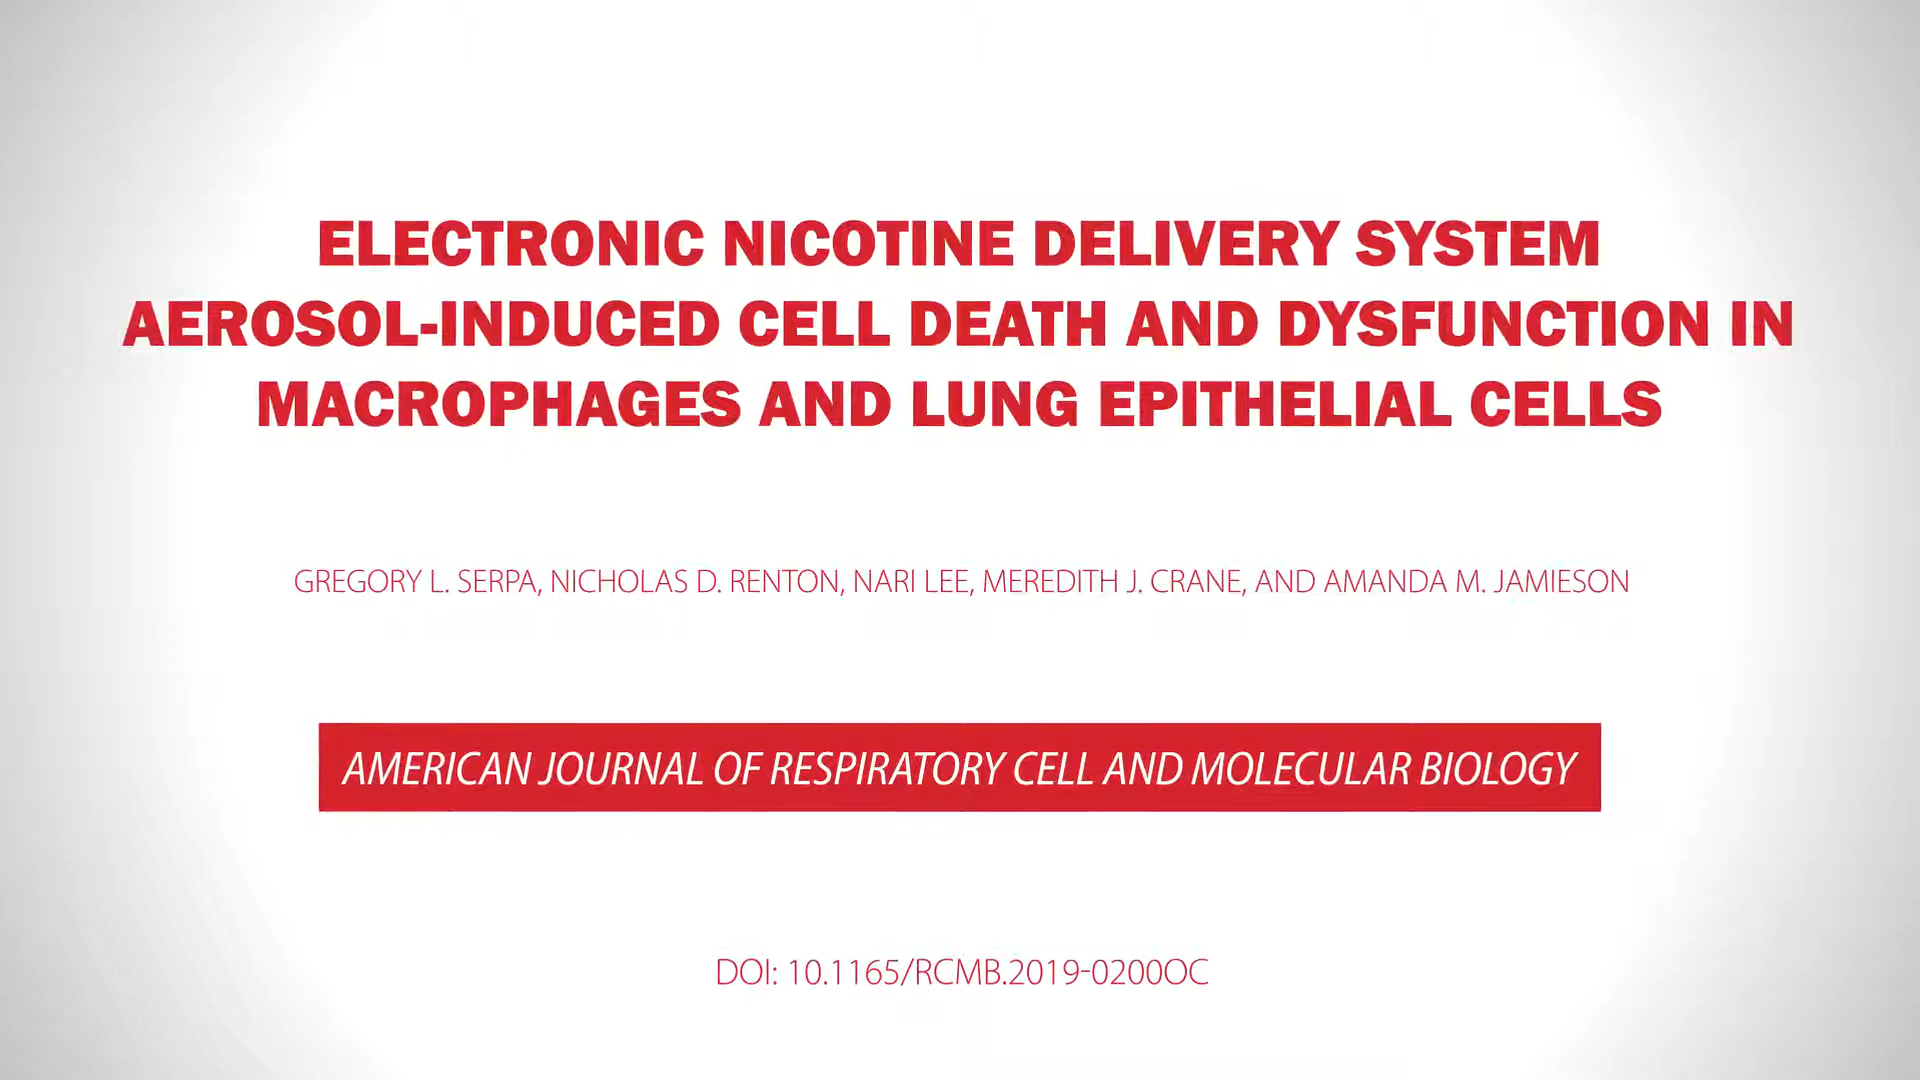 ELECTRONIC NICOTINE DELIVERY SYSTEM
AEROSOL-INDUCED CELL DEATH AND DYSFUNCTION IN
MACROPHAGES AND LUNG EPITHELIAL CELLS
GREGORY L. SERPA, NICHOLAS D. RENTON, NARI LEE, MEREDITH J. CRANE, AND AMANDA M. JAMIESON
AMERICAN JOURNAL OF RESPIRATORY CELL AND MOLECULAR BIOLOGY
DOI: 10.1165/RCMB.2019-0200OC